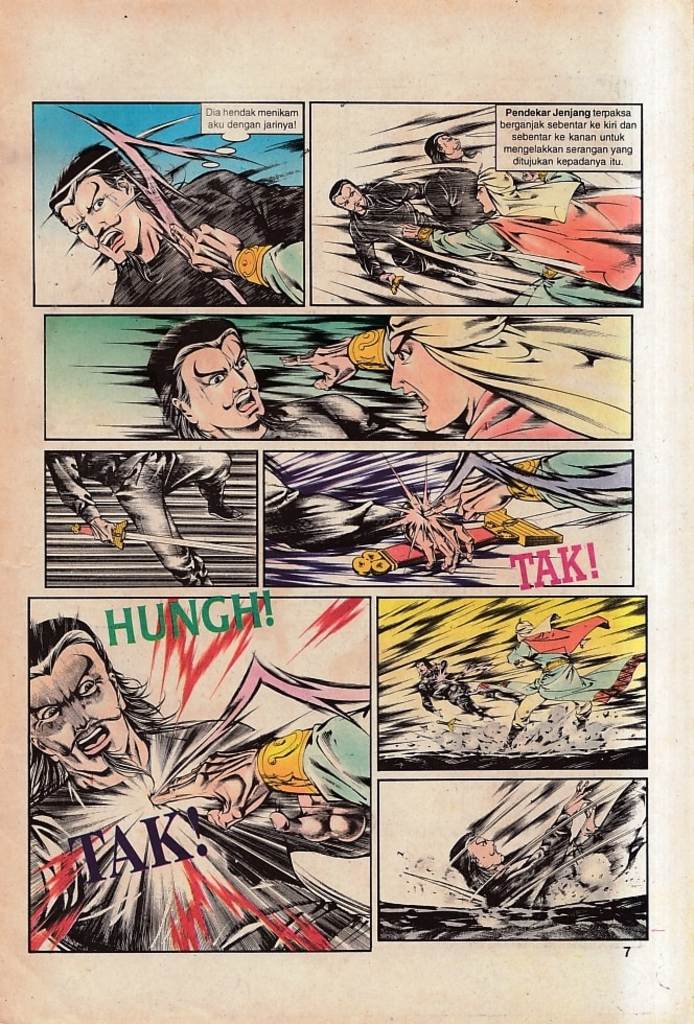 Dia hendak menikam
aku dengan jarinya!
Pendekar Jenjang terpaksa
berganjak sebentar ke kiri dan
sebentar ke kanan untuk
mengelakkan serangan yang
ditujukan kepadanya itu.
TAK!
HUNGH!
TAK!
7